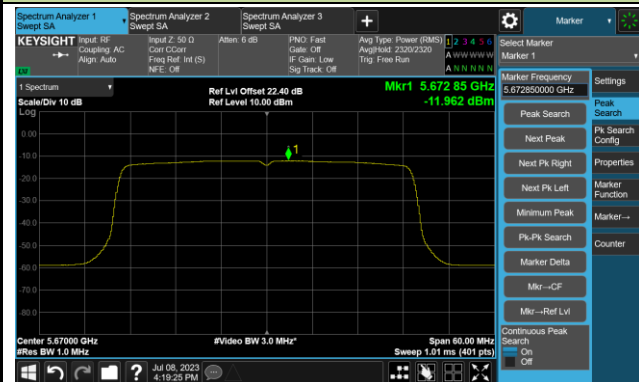 Spectrum Analyzer 1
Swept SA
Spectrum Analyzer 2
Swept SA
Spectrum Analyzer 3
Swept SA
+
Marker
KEYSIGHT
Input: RF
Coupling: AC
Align: Auto
Input Z: 50 Ω
Corr CCorr
Freq Ref: Int (S)
NFE: Off
Atten: 6 dB
PNO: Fast
Gate: Off
IF Gain: Low
Sig Track: Off
Avg Type: Power (RMS)
Avg|Hold: 2320/2320
Trig: Free Run
1 2 3 4 5 6
A W W W W W
A N N N N N
LXI
Select Marker
Marker 1
1 Spectrum
Scale/Div 10 dB
Log
Ref Lvl Offset 22.40 dB
Ref Level 10.00 dBm
Mkr1 5.672 85 GHz
-11.962 dBm
1
0.00
-10.0
-20.0
-30.0
-40.0
-50.0
-60.0
-70.0
-80.0
Center 5.67000 GHz
#Res BW 1.0 MHz
#Video BW 3.0 MHz*
Span 60.00 MHz
Sweep 1.01 ms (401 pts)
Marker Frequency
5.672850000 GHz
Peak Search
Next Peak
Next Pk Right
Next Pk Left
Minimum Peak
Pk-Pk Search
Marker Delta
Mkr→CF
Mkr→Ref Lvl
Continuous Peak
Search
On
Off
Settings
Peak
Search
Pk Search
Config
Properties
Marker
Function
Marker→
Counter
?
Jul 08, 2023
4:19:25 PM